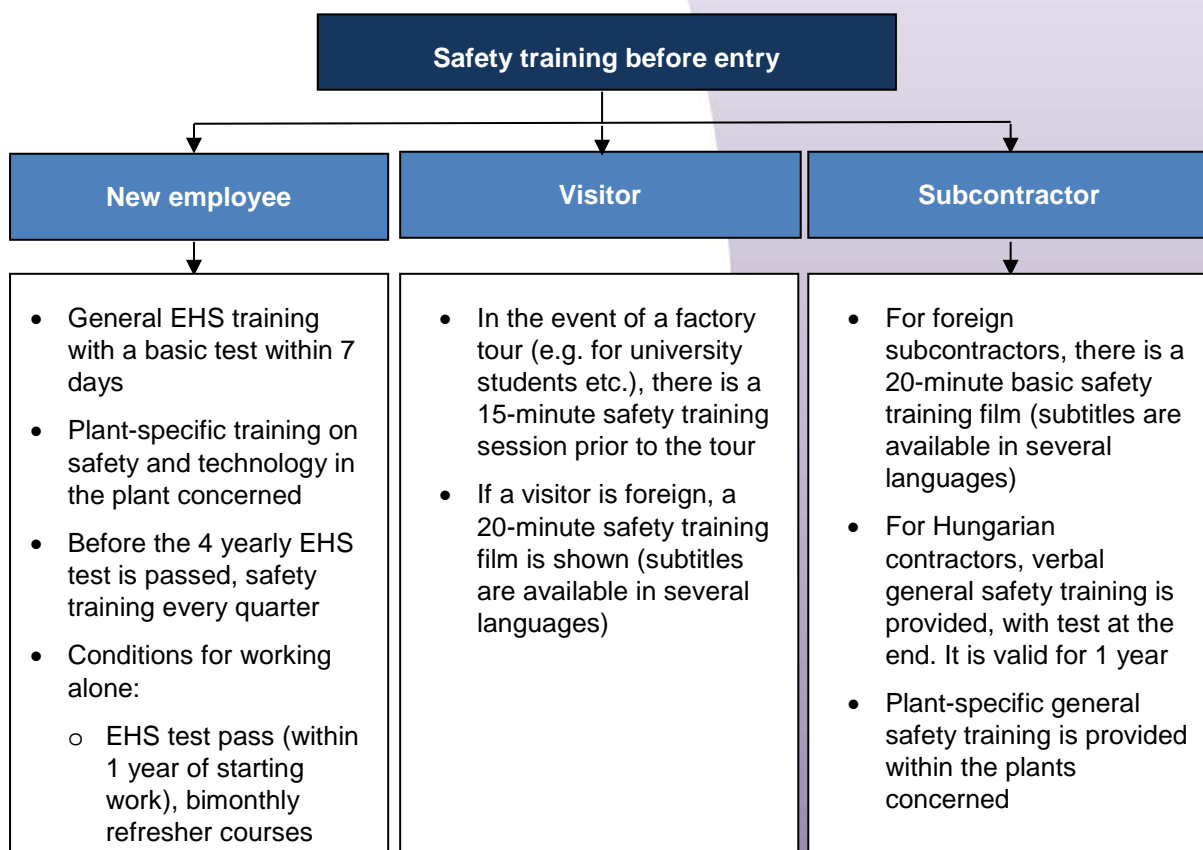 Safety training before entry
New employee
Visitor
Subcontractor
• General EHS training
with a basic test within 7
days
• Plant-specific training on
safety and technology in
the plant concerned
• Before the 4 yearly EHS
test is passed, safety
training every quarter
• Conditions for working
alone:
o EHS test pass (within
1 year of starting
work), bimonthly
refresher courses
• In the event of a factory
tour (e.g. for university
students etc.), there is a
15-minute safety training
session prior to the tour
• If a visitor is foreign, a
20-minute safety training
film is shown (subtitles
are available in several
languages)
• For foreign
subcontractors, there is a
20-minute basic safety
training film (subtitles are
available in several
languages)
• For Hungarian
contractors, verbal
general safety training is
provided, with test at the
end. It is valid for 1 year
• Plant-specific general
safety training is provided
within the plants
concerned